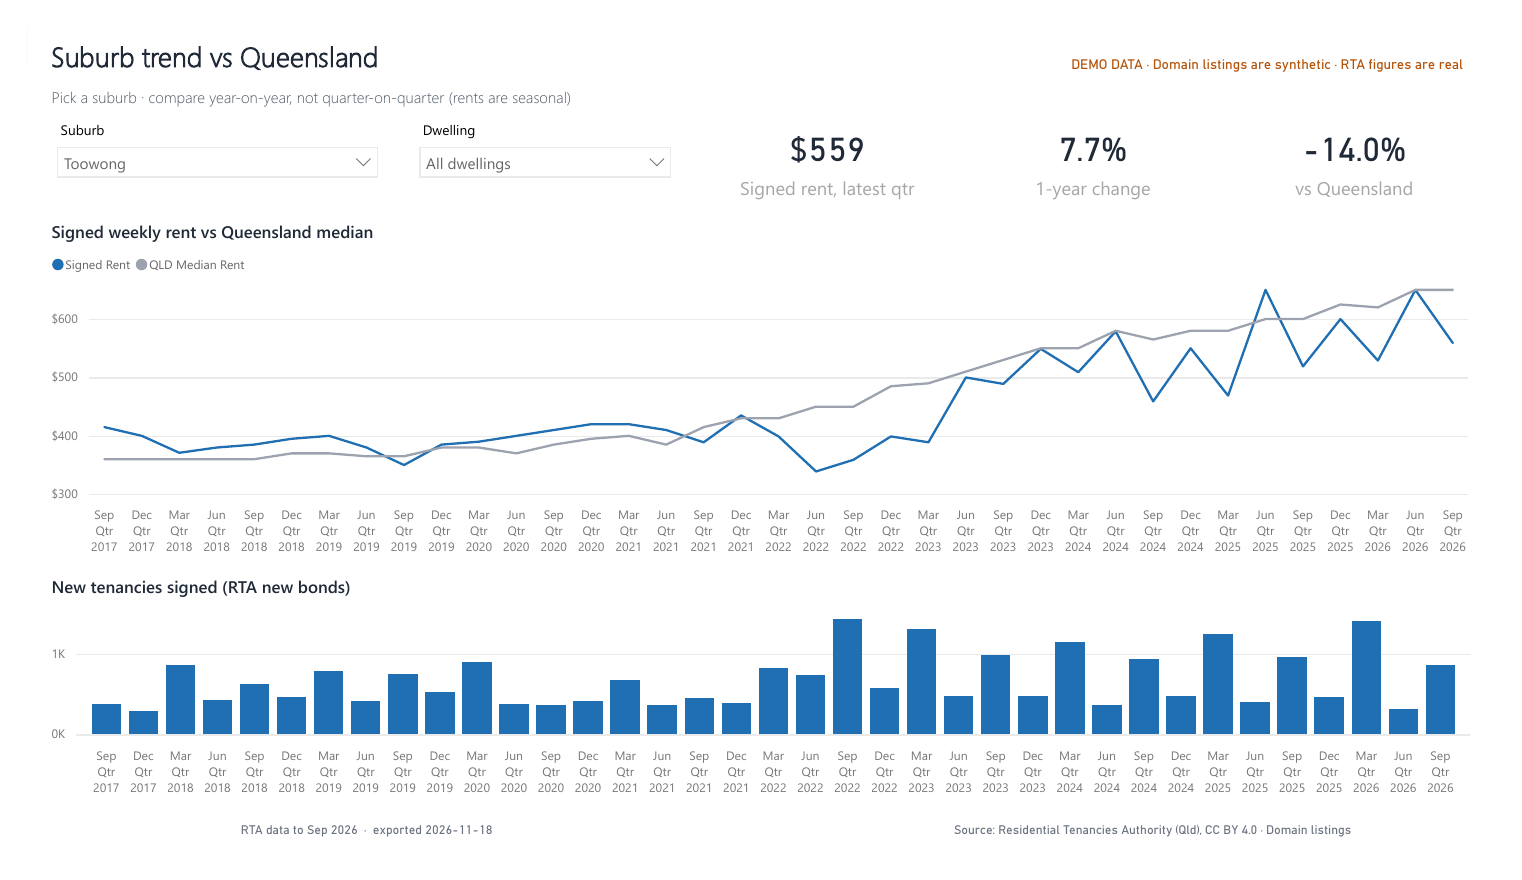 Suburb trend vs Queensland
DEMO DATA · Domain listings are synthetic · RTA figures are real
Pick a suburb · compare year-on-year, not quarter-on-quarter (rents are seasonal)
Suburb
Toowong
Dwelling
All dwellings
$559
Signed rent, latest qtr
7.7%
1-year change
-14.0%
vs Queensland
Signed weekly rent vs Queensland median
Signed Rent
QLD Median Rent
$600
$500
$400
$300
Sep Qtr 2017
Dec Qtr 2017
Mar Qtr 2018
Jun Qtr 2018
Sep Qtr 2018
Dec Qtr 2018
Mar Qtr 2019
Jun Qtr 2019
Sep Qtr 2019
Dec Qtr 2019
Mar Qtr 2020
Jun Qtr 2020
Sep Qtr 2020
Dec Qtr 2020
Mar Qtr 2021
Jun Qtr 2021
Sep Qtr 2021
Dec Qtr 2021
Mar Qtr 2022
Jun Qtr 2022
Sep Qtr 2022
Dec Qtr 2022
Mar Qtr 2023
Jun Qtr 2023
Sep Qtr 2023
Dec Qtr 2023
Mar Qtr 2024
Jun Qtr 2024
Sep Qtr 2024
Dec Qtr 2024
Mar Qtr 2025
Jun Qtr 2025
Sep Qtr 2025
Dec Qtr 2025
Mar Qtr 2026
Jun Qtr 2026
Sep Qtr 2026
New tenancies signed (RTA new bonds)
1K
0K
Sep Qtr 2017
Dec Qtr 2017
Mar Qtr 2018
Jun Qtr 2018
Sep Qtr 2018
Dec Qtr 2018
Mar Qtr 2019
Jun Qtr 2019
Sep Qtr 2019
Dec Qtr 2019
Mar Qtr 2020
Jun Qtr 2020
Sep Qtr 2020
Dec Qtr 2020
Mar Qtr 2021
Jun Qtr 2021
Sep Qtr 2021
Dec Qtr 2021
Mar Qtr 2022
Jun Qtr 2022
Sep Qtr 2022
Dec Qtr 2022
Mar Qtr 2023
Jun Qtr 2023
Sep Qtr 2023
Dec Qtr 2023
Mar Qtr 2024
Jun Qtr 2024
Sep Qtr 2024
Dec Qtr 2024
Mar Qtr 2025
Jun Qtr 2025
Sep Qtr 2025
Dec Qtr 2025
Mar Qtr 2026
Jun Qtr 2026
Sep Qtr 2026
RTA data to Sep 2026 · exported 2026-11-18
Source: Residential Tenancies Authority (Qld), CC BY 4.0 · Domain listings